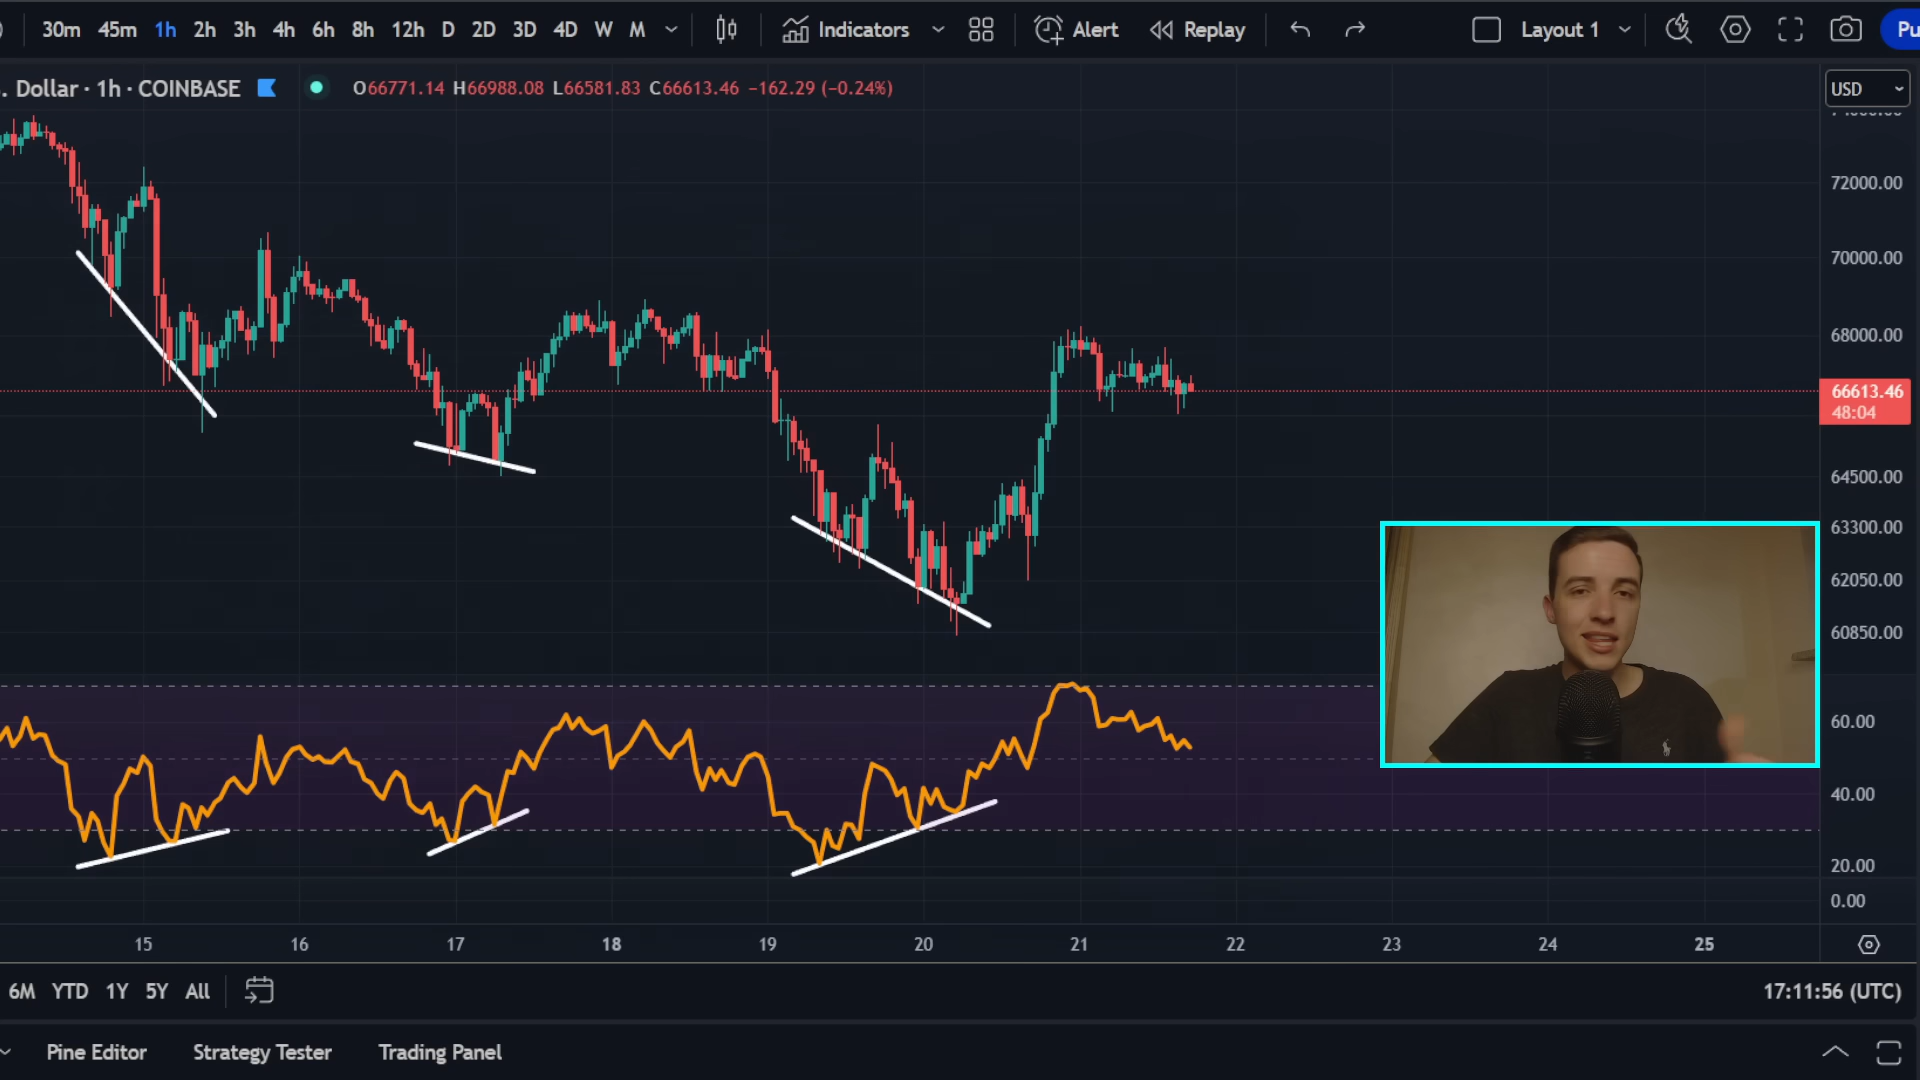 30m 45m 1h 2h 3h 4h 6h 8h 12h D 2D 3D 4D W M Indicators Alert Replay Layout 1 Pu
. Dollar · 1h · COINBASE O66771.14 H66988.08 L66581.83 C66613.46 −162.29 (−0.24%) USD
72000.00
70000.00
68000.00
66613.46
48:04
64500.00
63300.00
62050.00
60850.00
60.00
40.00
20.00
0.00
15 16 17 18 19 20 21 22 23 24 25
6M YTD 1Y 5Y All 17:11:56 (UTC)
Pine Editor Strategy Tester Trading Panel